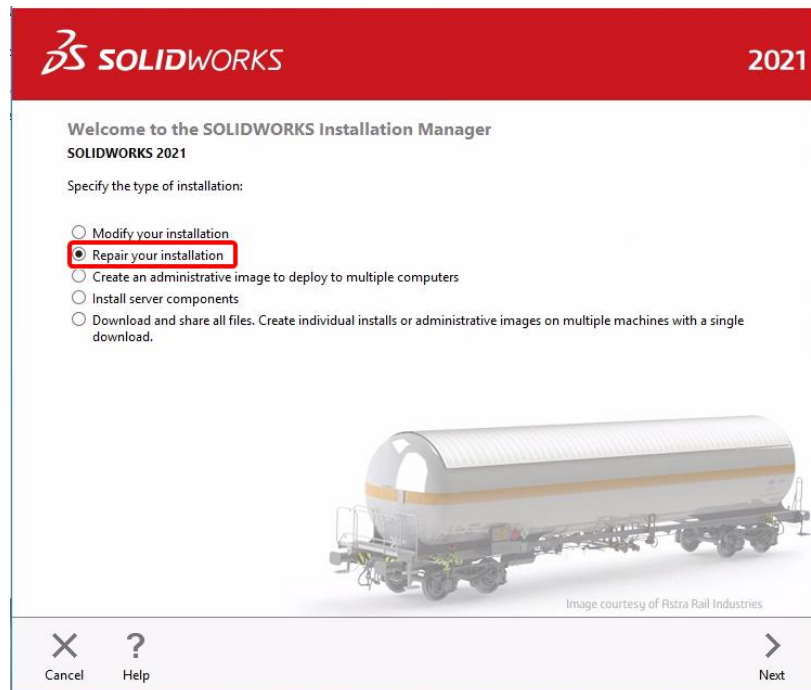 3S SOLIDWORKS
2021
Welcome to the SOLIDWORKS Installation Manager
SOLIDWORKS 2021
Specify the type of installation:
Modify your installation
Repair your installation
Create an administrative image to deploy to multiple computers
Install server components
Download and share all files. Create individual installs or administrative images on multiple machines with a single
download.
Image courtesy of Astra Rail Industries
Cancel
Help
Next